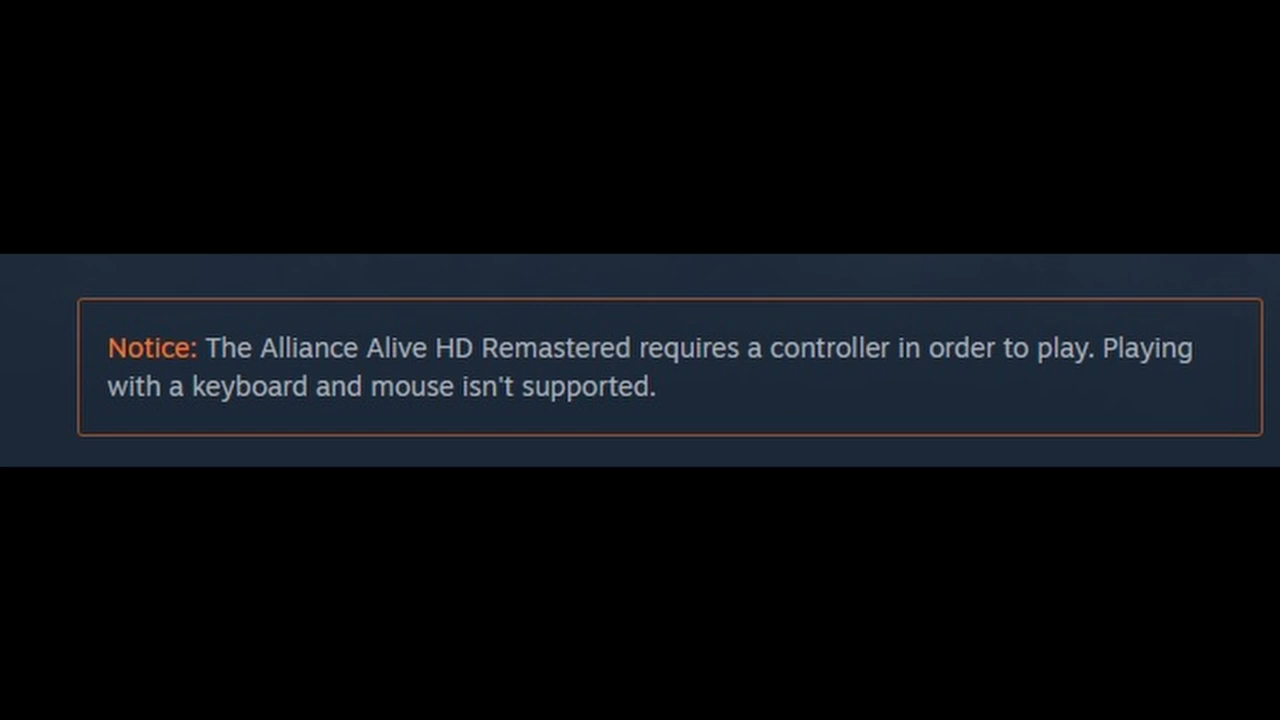 Notice: The Alliance Alive HD Remastered requires a controller in order to play. Playing
with a keyboard and mouse isn't supported.